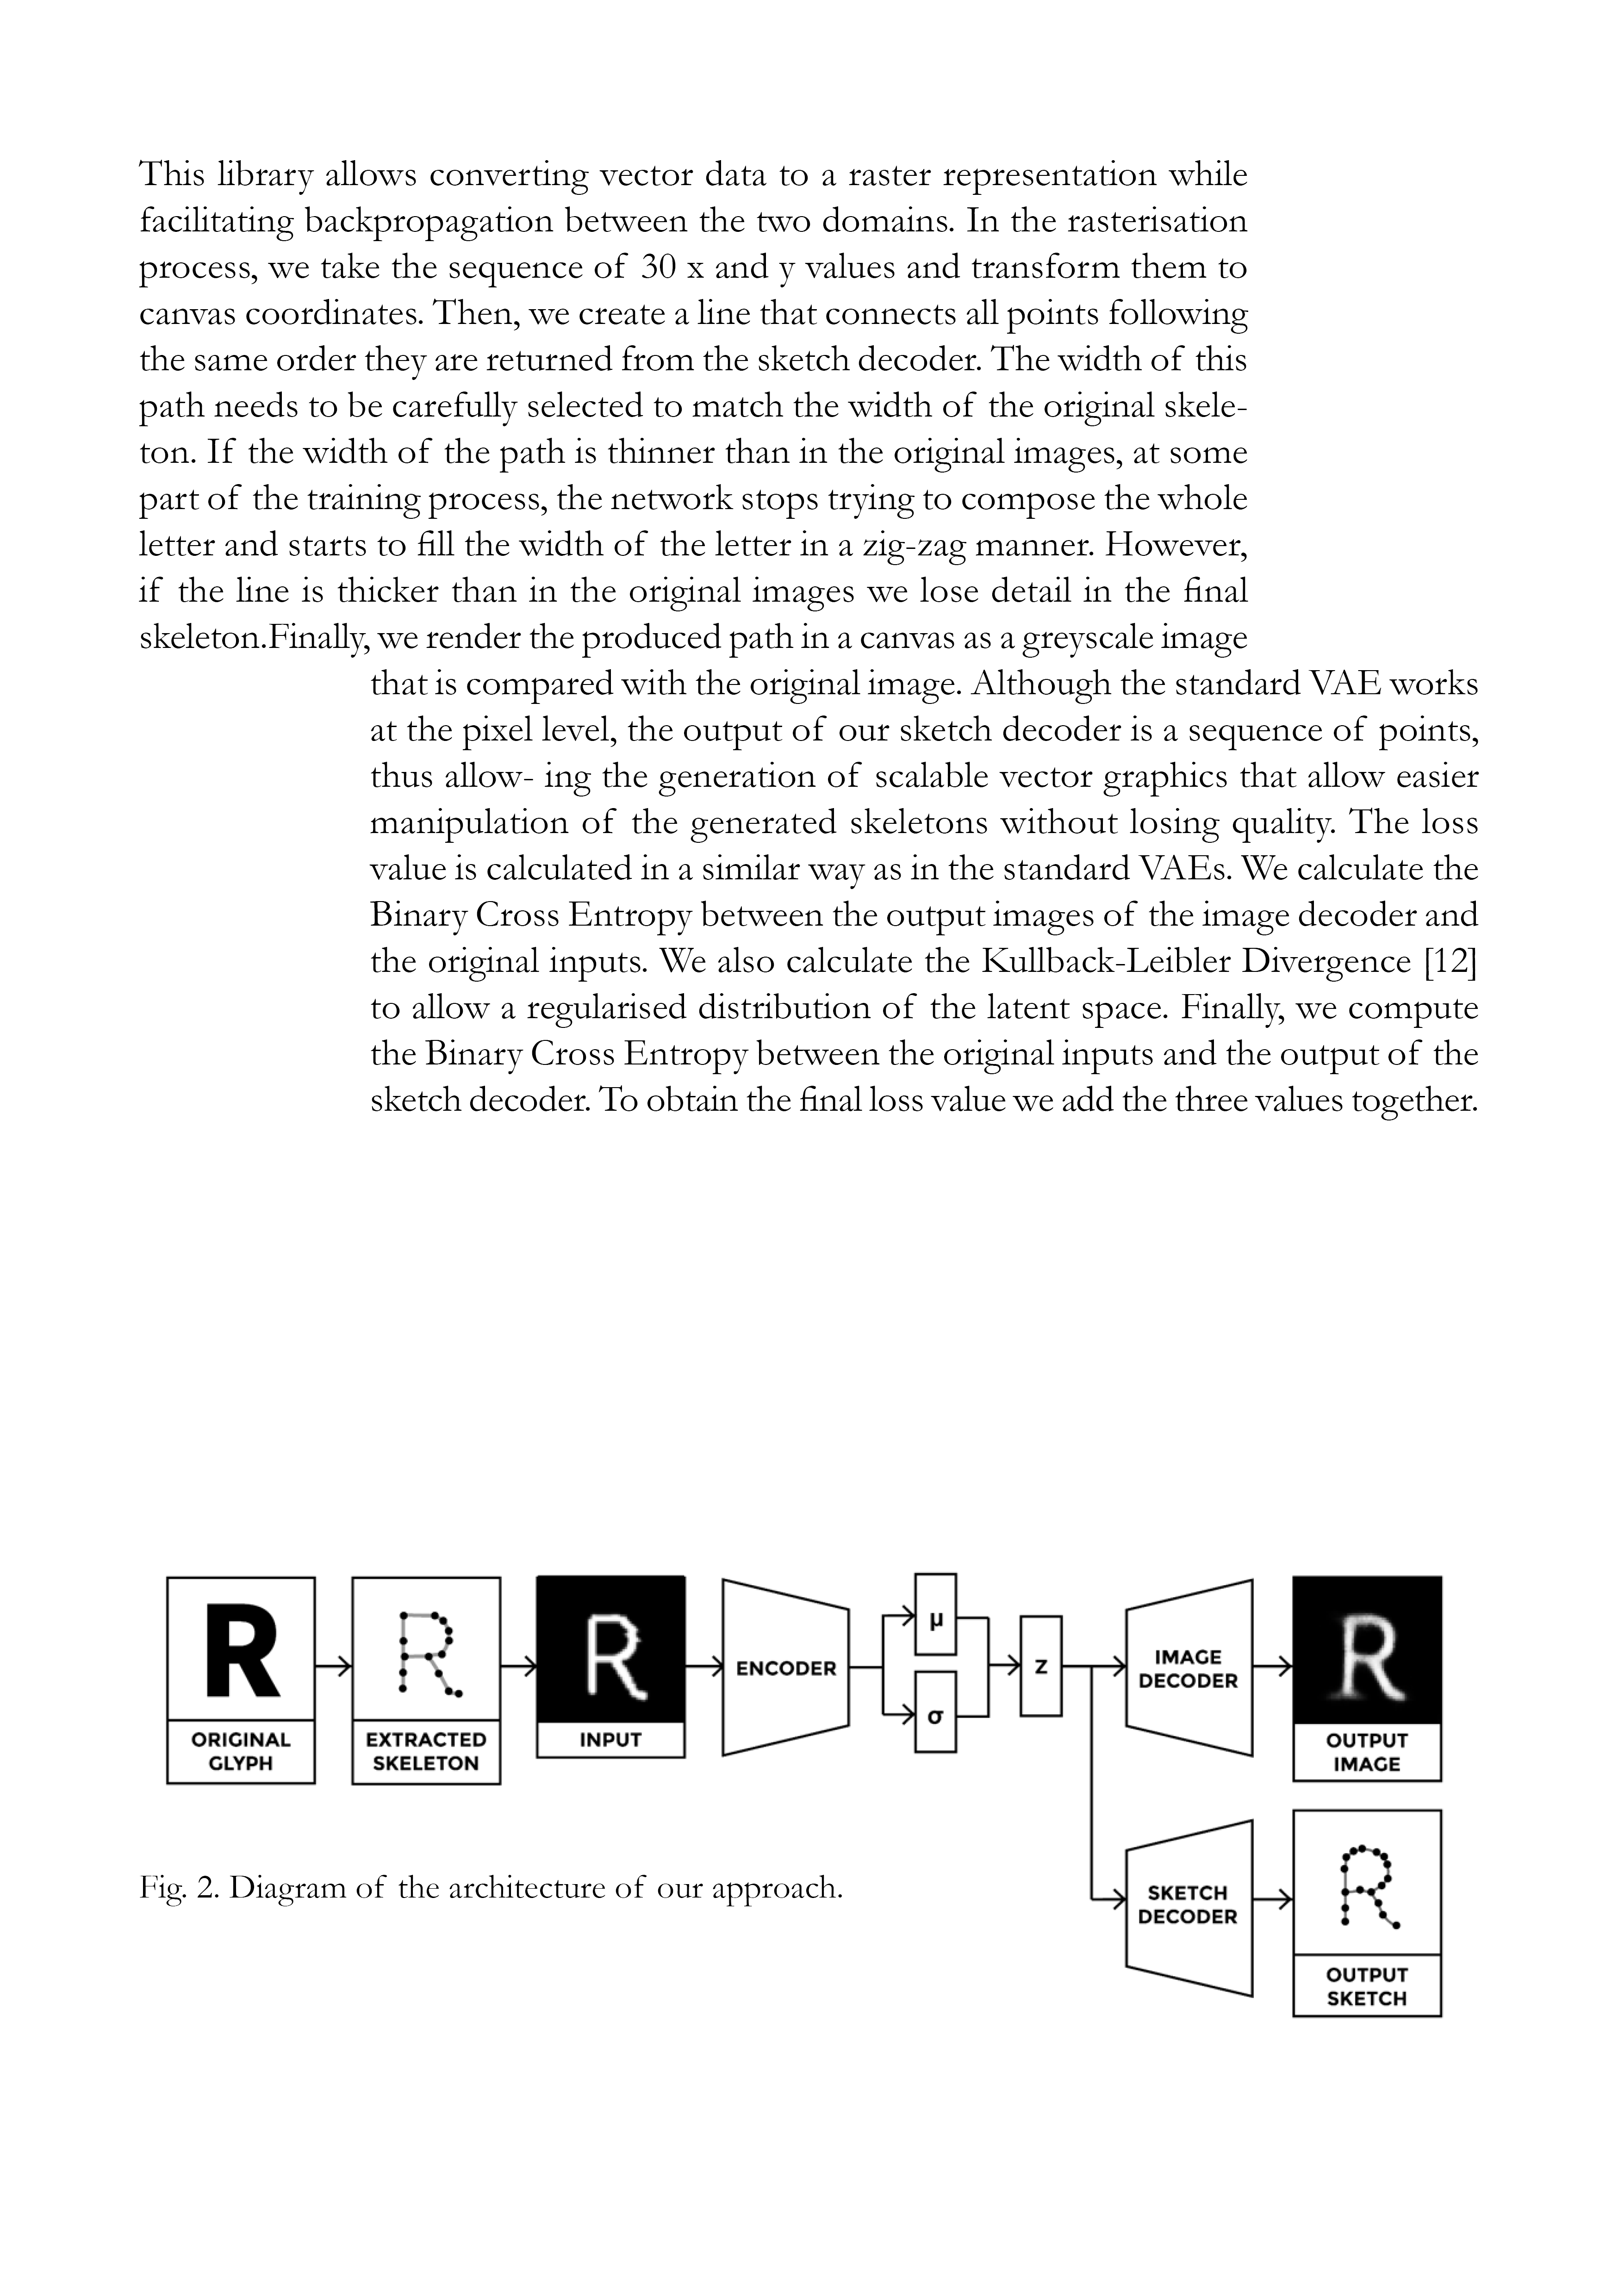 This library allows converting vector data to a raster representation while
facilitating backpropagation between the two domains. In the rasterisation
process, we take the sequence of 30 x and y values and transform them to
canvas coordinates. Then, we create a line that connects all points following
the same order they are returned from the sketch decoder. The width of this
path needs to be carefully selected to match the width of the original skele-
ton. If the width of the path is thinner than in the original images, at some
part of the training process, the network stops trying to compose the whole
letter and starts to fill the width of the letter in a zig-zag manner. However,
if the line is thicker than in the original images we lose detail in the final
skeleton.Finally, we render the produced path in a canvas as a greyscale image
that is compared with the original image. Although the standard VAE works
at the pixel level, the output of our sketch decoder is a sequence of points,
thus allow- ing the generation of scalable vector graphics that allow easier
manipulation of the generated skeletons without losing quality. The loss
value is calculated in a similar way as in the standard VAEs. We calculate the
Binary Cross Entropy between the output images of the image decoder and
the original inputs. We also calculate the Kullback-Leibler Divergence [12]
to allow a regularised distribution of the latent space. Finally, we compute
the Binary Cross Entropy between the original inputs and the output of the
sketch decoder. To obtain the final loss value we add the three values together.
R
ORIGINAL
GLYPH
R
EXTRACTED
SKELETON
R
INPUT
ENCODER
μ
σ
z
IMAGE
DECODER
R
OUTPUT
IMAGE
SKETCH
DECODER
R
OUTPUT
SKETCH
Fig. 2. Diagram of the architecture of our approach.